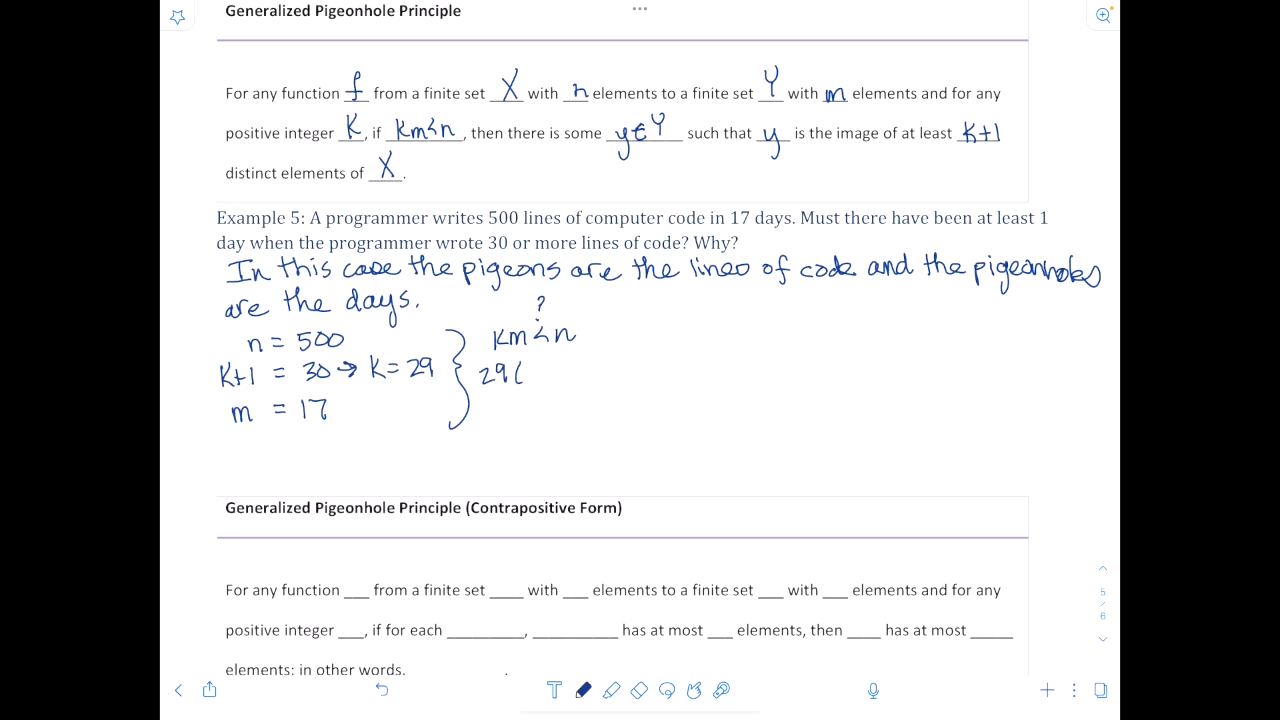 Generalized Pigeonhole Principle
For any function f from a finite set X with n elements to a finite set Y with m elements and for any
positive integer K, if Km<n, then there is some y∈Y such that y is the image of at least K+1
distinct elements of X.
Example 5: A programmer writes 500 lines of computer code in 17 days. Must there have been at least 1
day when the programmer wrote 30 or more lines of code? Why?
In this case the pigeons are the lines of code and the pigeonholes
are the days.
?
n = 500
Km < n
K+1 = 30 → K = 29
29(
m = 17
Generalized Pigeonhole Principle (Contrapositive Form)
For any function ___ from a finite set ____ with ___ elements to a finite set ___ with ___ elements and for any
positive integer ___, if for each _________, __________ has at most ___ elements, then ____ has at most _____
elements: in other words, .
5
/
6
T